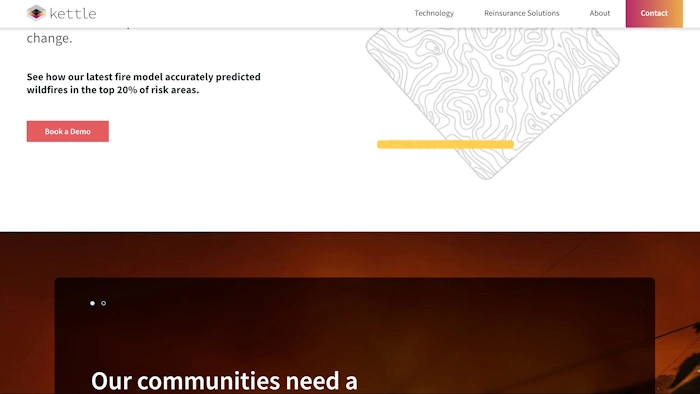 kettle
Technology
Reinsurance Solutions
About
Contact
change.
See how our latest fire model accurately predicted
wildfires in the top 20% of risk areas.
Book a Demo
Our communities need a